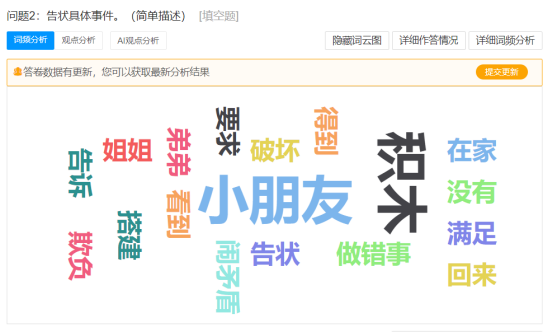 问题2：告状具体事件。（简单描述） [填空题]
词频分析 观点分析 AI观点分析 隐藏词云图 详细作答情况 详细词频分析
答卷数据有更新，您可以获取最新分析结果 提交更新
告诉
欺负
姐姐
搭建
弟弟
看到
要求
闹矛盾
破坏
小朋友
告状
得到
做错事
积木
在家
没有
满足
回来